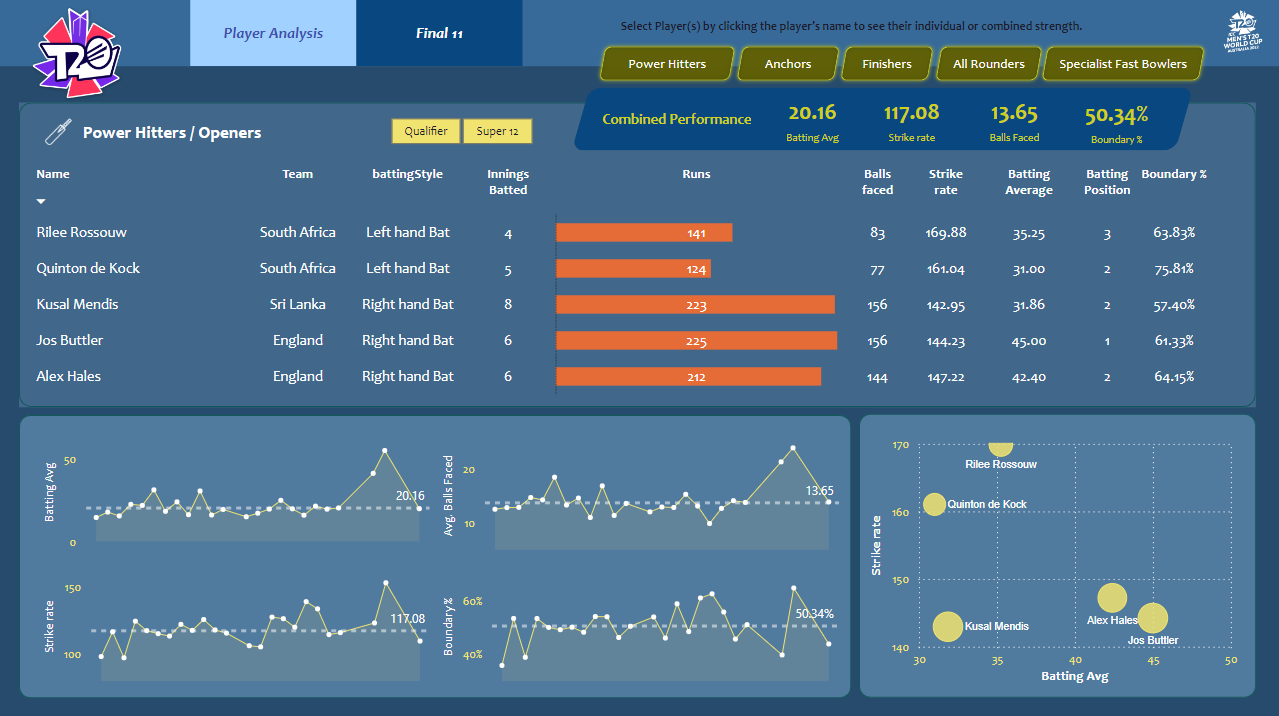 Player Analysis
Final 11
Select Player(s) by clicking the player's name to see their individual or combined strength.
T20
ICC
MEN'S T20
WORLD CUP
AUSTRALIA 2022
Power Hitters
Anchors
Finishers
All Rounders
Specialist Fast Bowlers
Power Hitters / Openers
Qualifier
Super 12
Combined Performance
20.16
Batting Avg
117.08
Strike rate
13.65
Balls Faced
50.34%
Boundary %
Name Team battingStyle Innings Batted Runs Balls faced Strike rate Batting Average Batting Position Boundary %
Rilee Rossouw South Africa Left hand Bat 4 141 83 169.88 35.25 3 63.83%
Quinton de Kock South Africa Left hand Bat 5 124 77 161.04 31.00 2 75.81%
Kusal Mendis Sri Lanka Right hand Bat 8 223 156 142.95 31.86 2 57.40%
Jos Buttler England Right hand Bat 6 225 156 144.23 45.00 1 61.33%
Alex Hales England Right hand Bat 6 212 144 147.22 42.40 2 64.15%
Batting Avg
50
0
20.16
Avg. Balls Faced
20
10
13.65
Strike rate
150
100
117.08
Boundary%
60%
40%
50.34%
Strike rate
170
160
150
140
Rilee Rossouw
Quinton de Kock
Alex Hales
Kusal Mendis
Jos Buttler
30 35 40 45 50
Batting Avg